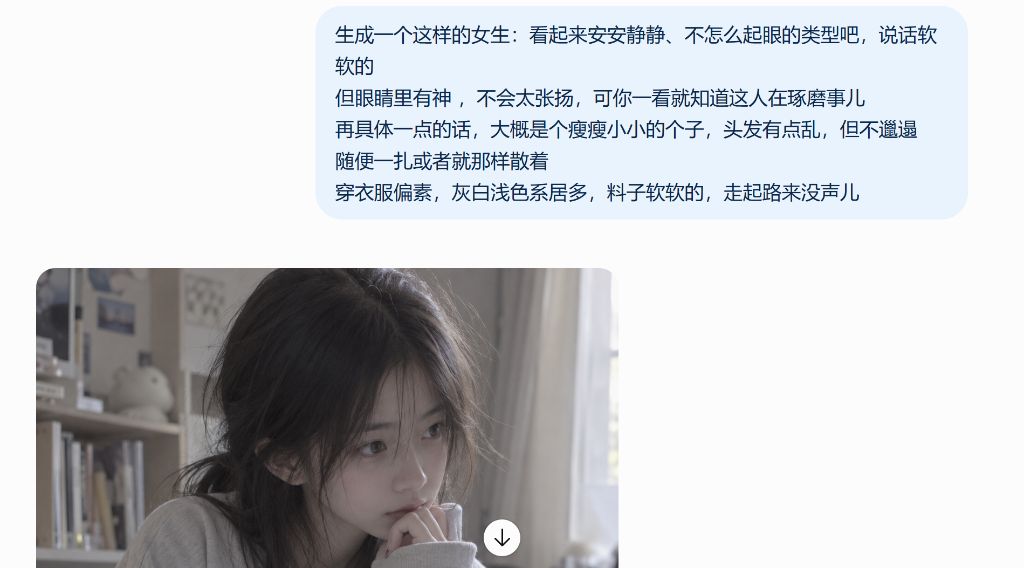 生成一个这样的女生：看起来安安静静、不怎么起眼的类型吧，说话软
软的
但眼睛里有神 ，不会太张扬，可你一看就知道这人在琢磨事儿
再具体一点的话，大概是个瘦瘦小小的个子，头发有点乱，但不邋遢
随便一扎或者就那样散着
穿衣服偏素，灰白浅色系居多，料子软软的，走起路来没声儿